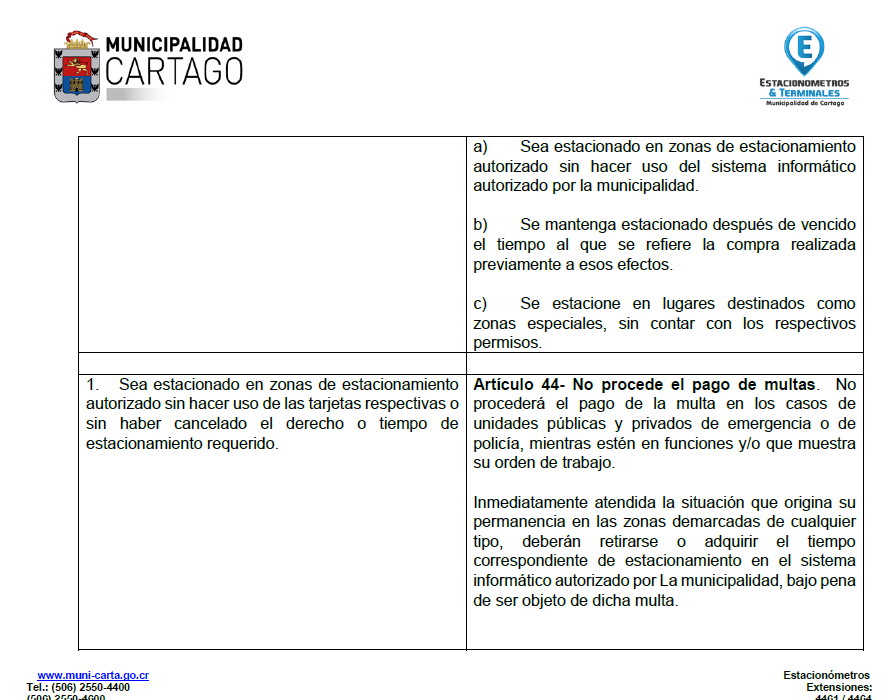 MUNICIPALIDAD
CARTAGO
E
ESTACIONOMETROS
& TERMINALES
Municipalidad de Cartago
a) Sea estacionado en zonas de estacionamiento
autorizado sin hacer uso del sistema informático
autorizado por la municipalidad.
b) Se mantenga estacionado después de vencido
el tiempo al que se refiere la compra realizada
previamente a esos efectos.
c) Se estacione en lugares destinados como
zonas especiales, sin contar con los respectivos
permisos.
1. Sea estacionado en zonas de estacionamiento
autorizado sin hacer uso de las tarjetas respectivas o
sin haber cancelado el derecho o tiempo de
estacionamiento requerido.
Artículo 44- No procede el pago de multas. No
procederá el pago de la multa en los casos de
unidades públicas y privados de emergencia o de
policía, mientras estén en funciones y/o que muestra
su orden de trabajo.
Inmediatamente atendida la situación que origina su
permanencia en las zonas demarcadas de cualquier
tipo, deberán retirarse o adquirir el tiempo
correspondiente de estacionamiento en el sistema
informático autorizado por La municipalidad, bajo pena
de ser objeto de dicha multa.
www.muni-carta.go.cr
Tel.: (506) 2550-4400
(506) 2550-4600
Estacionómetros
Extensiones:
4461 / 4464